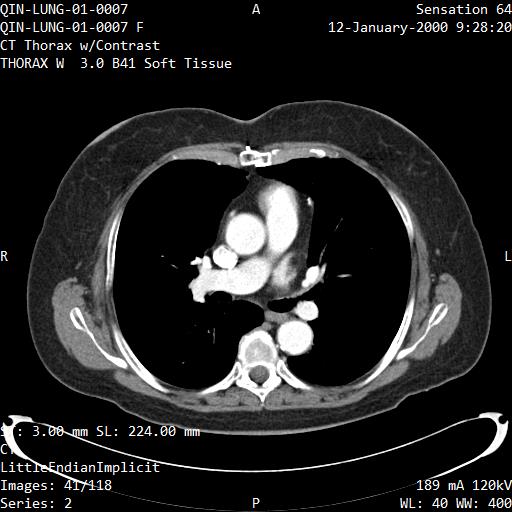 QIN-LUNG-01-0007
A
Sensation 64
QIN-LUNG-01-0007 F
12-January-2000 9:28:20
CT Thorax w/Contrast
THORAX W 3.0 B41 Soft Tissue
R
L
3.00 mm SL: 224.00 mm
LittleEndianImplicit
Images: 41/118
189 mA 120kV
Series: 2
P
WL: 40 WW: 400